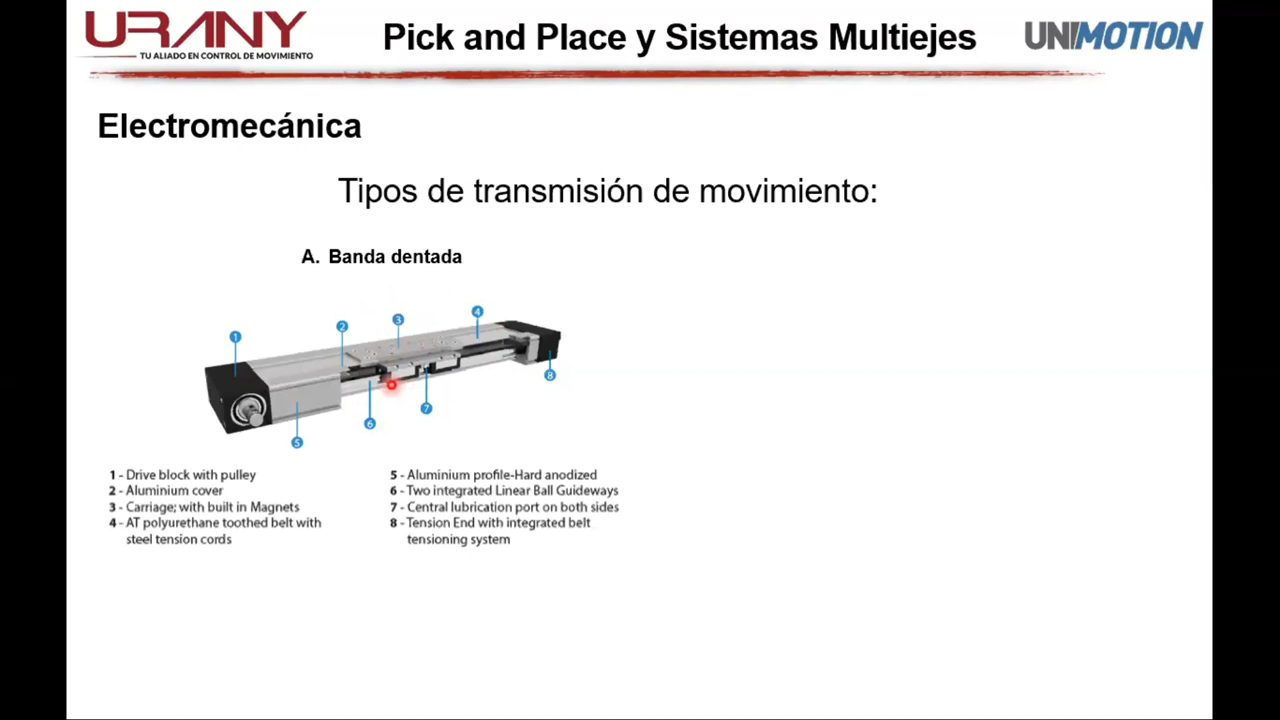 URANY
TU ALIADO EN CONTROL DE MOVIMIENTO
Pick and Place y Sistemas Multiejes
UNIMOTION
Electromecánica
Tipos de transmisión de movimiento:
A. Banda dentada
1
2
3
4
5
6
7
8
1 - Drive block with pulley
2 - Aluminium cover
3 - Carriage; with built in Magnets
4 - AT polyurethane toothed belt with
steel tension cords
5 - Aluminium profile-Hard anodized
6 - Two integrated Linear Ball Guideways
7 - Central lubrication port on both sides
8 - Tension End with integrated belt
tensioning system